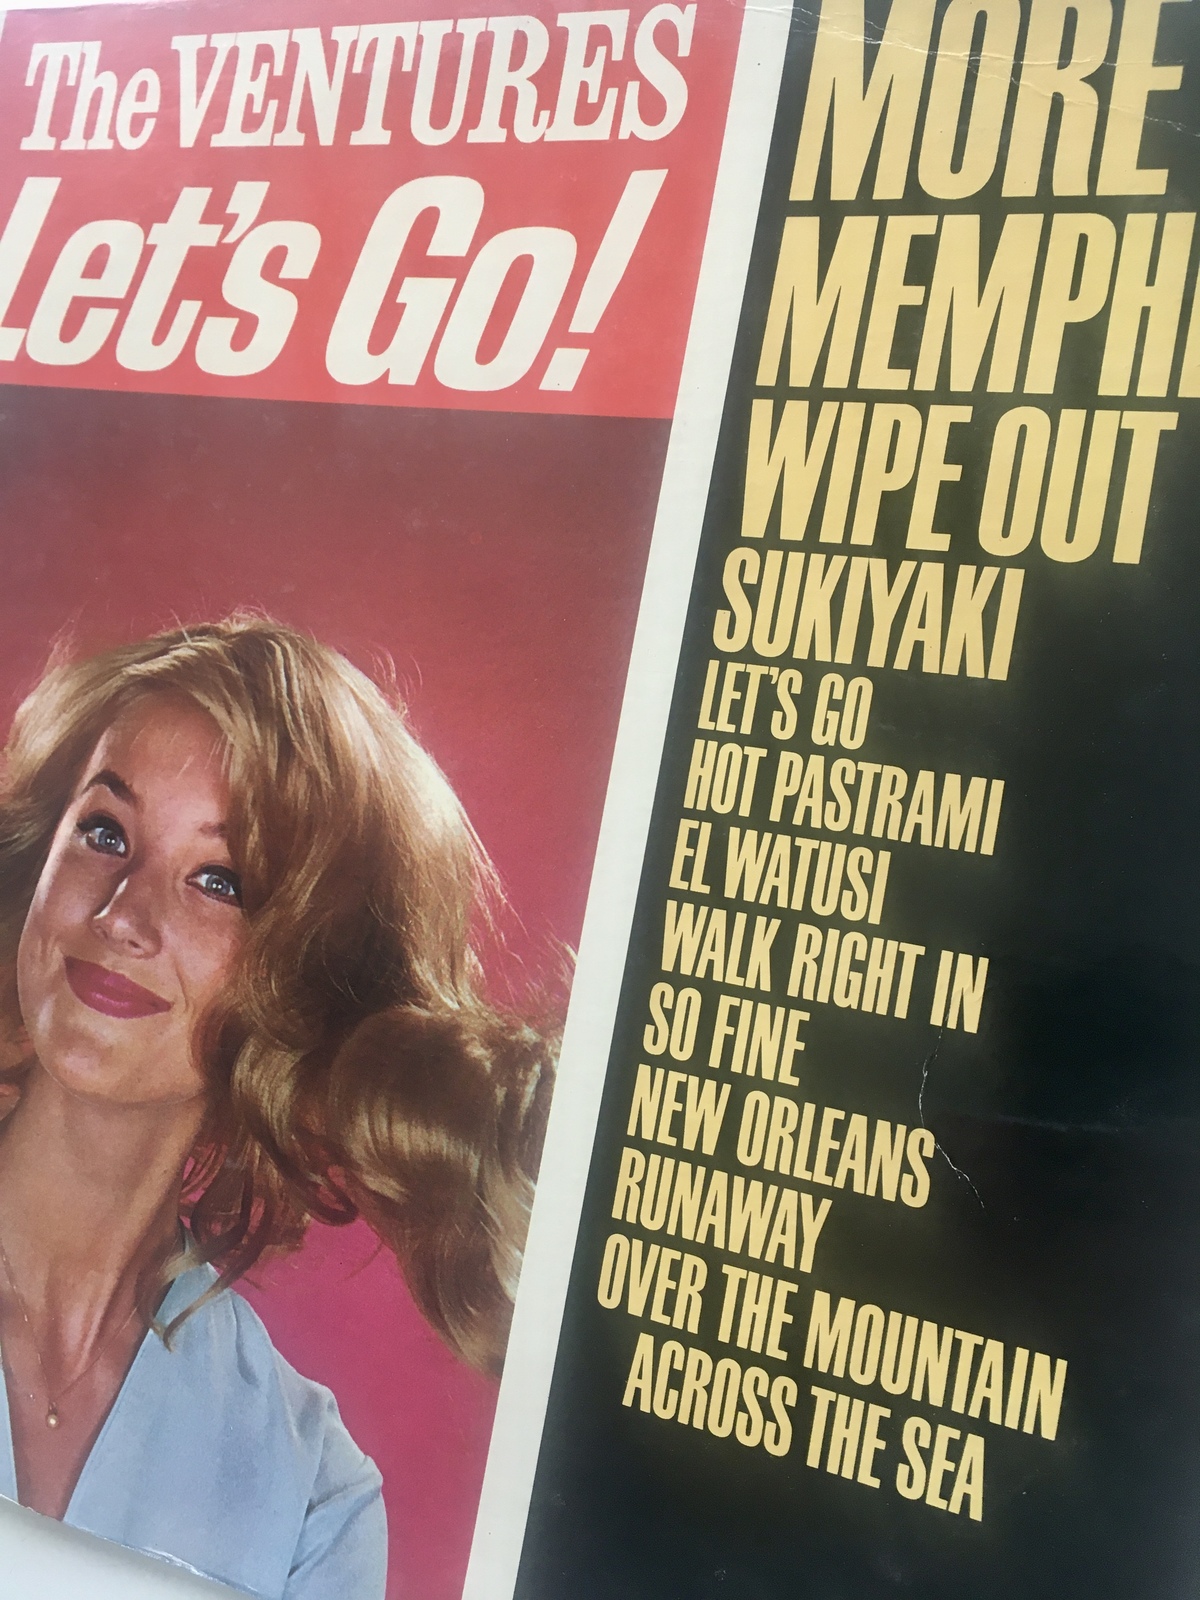 The VENTURES
Let's Go!
MORE
MEMPHI
WIPE OUT
SUKIYAKI
LET'S GO
HOT PASTRAMI
EL WATUSI
WALK RIGHT IN
SO FINE
NEW ORLEANS
RUNAWAY
OVER THE MOUNTAIN
ACROSS THE SEA